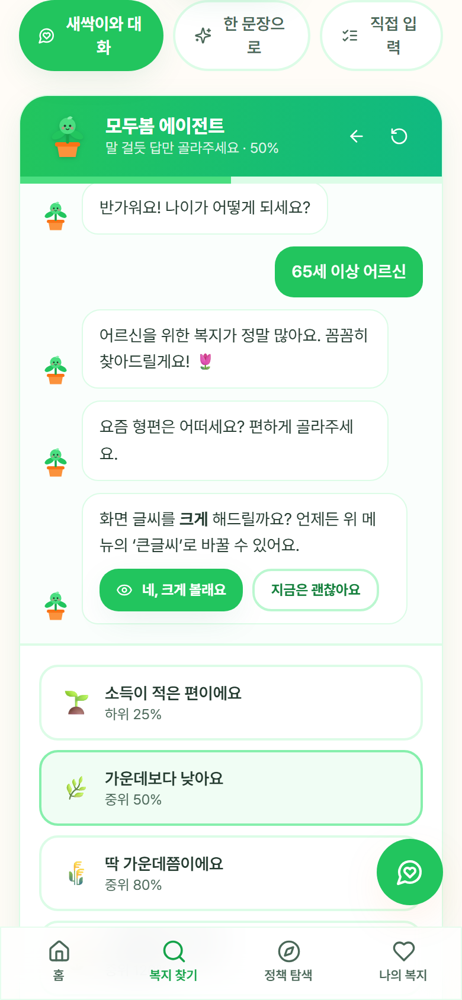 새싹이와 대
화
한 문장으
로
직접 입
력
모두봄 에이전트
말 걸듯 답만 골라주세요 · 50%
반가워요! 나이가 어떻게 되세요?
65세 이상 어르신
어르신을 위한 복지가 정말 많아요. 꼼꼼히
찾아드릴게요! 🌷
요즘 형편은 어떠세요? 편하게 골라주세
요.
화면 글씨를 크게 해드릴까요? 언제든 위 메
뉴의 ‘큰글씨’로 바꿀 수 있어요.
네, 크게 볼래요
지금은 괜찮아요
소득이 적은 편이에요
하위 25%
가운데보다 낮아요
중위 50%
딱 가운데쯤이에요
중위 80%
홈
복지 찾기
정책 탐색
나의 복지